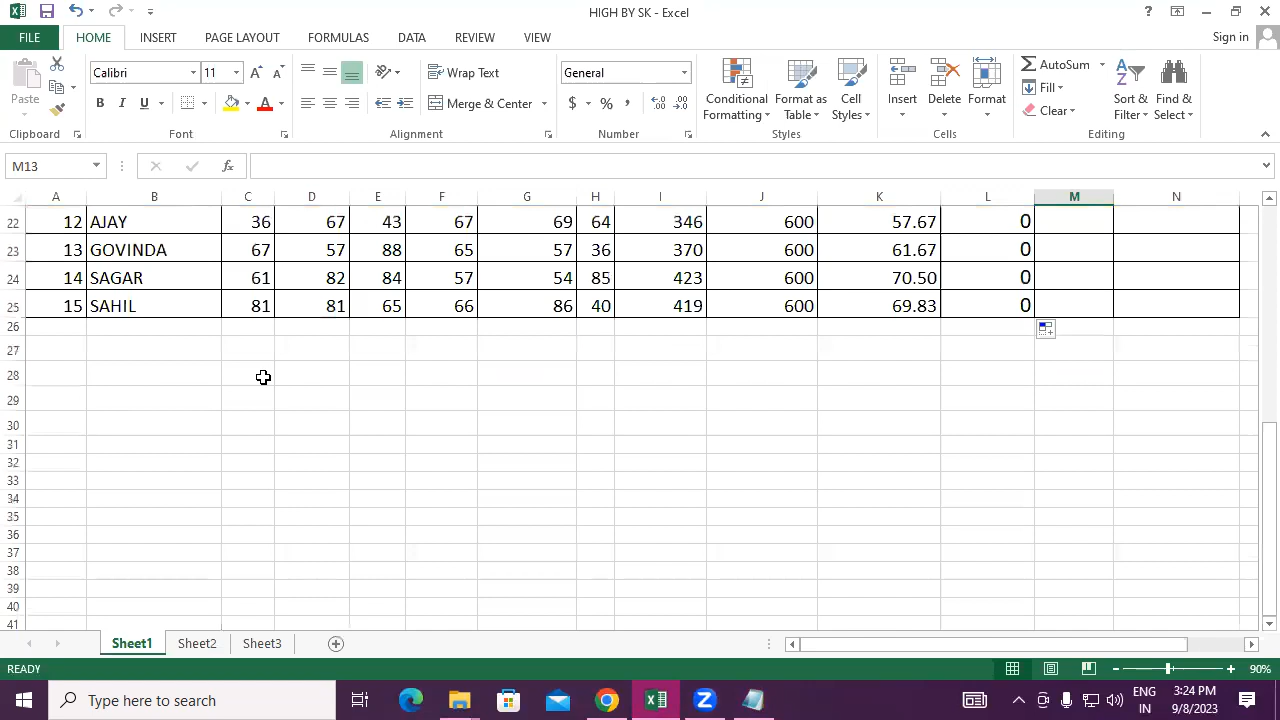 HIGH BY SK - Excel
FILE HOME INSERT PAGE LAYOUT FORMULAS DATA REVIEW VIEW Sign in
Paste Calibri 11 Wrap Text General Conditional Formatting Format as Table Cell Styles Insert Delete Format AutoSum Fill Clear Sort & Filter Find & Select
B I U Merge & Center $ % ,
Clipboard Font Alignment Number Styles Cells Editing
M13 fx
A B C D E F G H I J K L M N
22 12 AJAY 36 67 43 67 69 64 346 600 57.67 0
23 13 GOVINDA 67 57 88 65 57 36 370 600 61.67 0
24 14 SAGAR 61 82 84 57 54 85 423 600 70.50 0
25 15 SAHIL 81 81 65 66 86 40 419 600 69.83 0
26
27
28
29
30
31
32
33
34
35
36
37
38
39
40
41
Sheet1 Sheet2 Sheet3
READY 90%
Type here to search ENG 3:24 PM
IN 9/8/2023